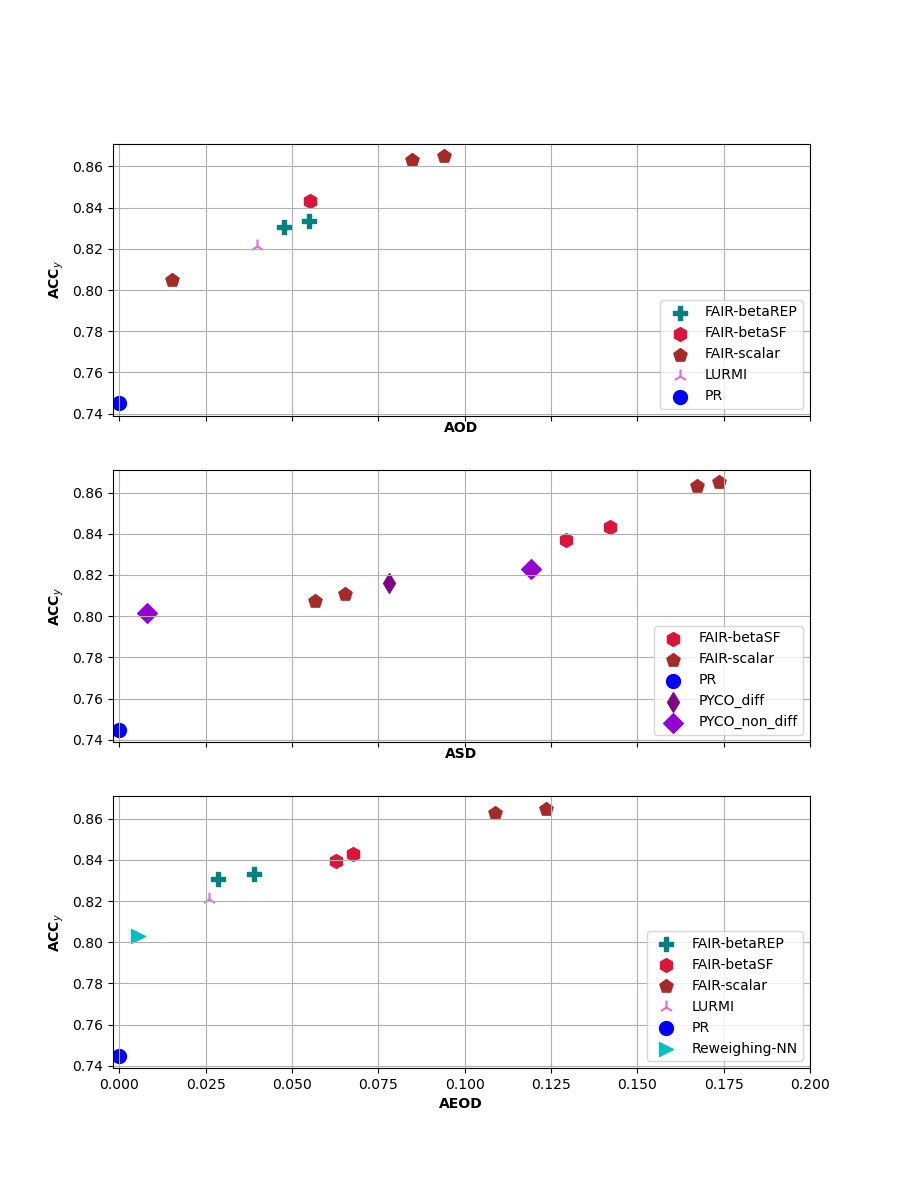 0.86
0.84
0.82
0.80
0.78
0.76
0.74
ACCy
FAIR-betaREP
FAIR-betaSF
FAIR-scalar
LURMI
PR
AOD
0.86
0.84
0.82
0.80
0.78
0.76
0.74
ACCy
FAIR-betaSF
FAIR-scalar
PR
PYCO_diff
PYCO_non_diff
ASD
0.86
0.84
0.82
0.80
0.78
0.76
0.74
ACCy
FAIR-betaREP
FAIR-betaSF
FAIR-scalar
LURMI
PR
Reweighing-NN
0.000 0.025 0.050 0.075 0.100 0.125 0.150 0.175 0.200
AEOD